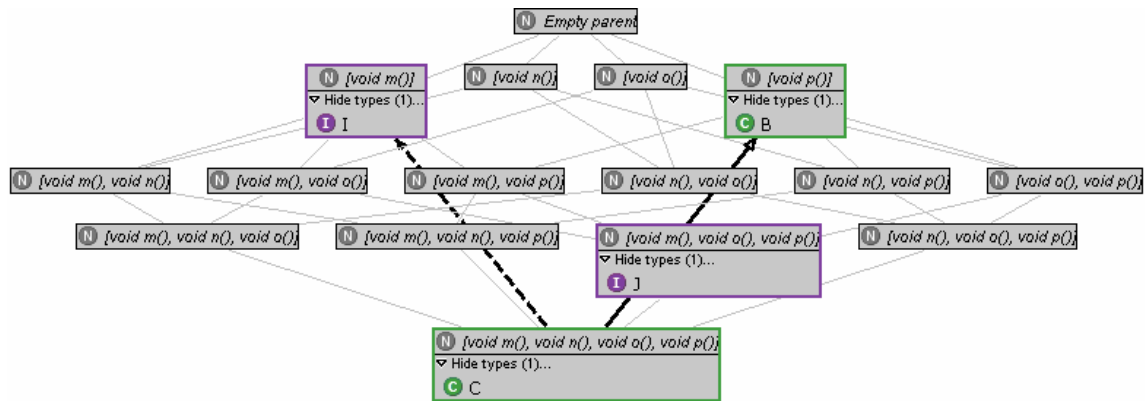 N Empty parent
N [void m()]
N [void n()]
N [void o()]
N [void p()]
Hide types (1)...
Hide types (1)...
I I
C B
N [void m(), void n()]
N [void m(), void o()]
N [void m(), void p()]
N [void n(), void o()]
N [void n(), void p()]
N [void o(), void p()]
N [void m(), void n(), void o()]
N [void m(), void n(), void p()]
N [void m(), void o(), void p()]
N [void n(), void o(), void p()]
Hide types (1)...
I J
N [void m(), void n(), void o(), void p()]
Hide types (1)...
C C